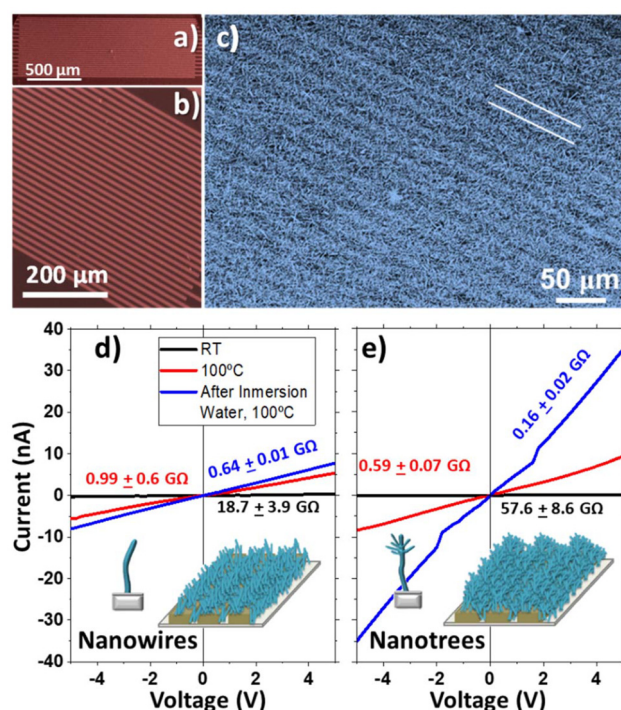 a)
500 µm
b)
200 µm
c)
50 µm
d)
RT
100ºC
After Inmersion
Water, 100ºC
0.99 ± 0.6 GΩ
0.64 ± 0.01 GΩ
18.7 ± 3.9 GΩ
Nanowires
e)
0.16 ± 0.02 GΩ
0.59 ± 0.07 GΩ
57.6 ± 8.6 GΩ
Nanotrees
Current (nA)
40
30
20
10
0
-10
-20
-30
-40
-4
-2
0
2
4
Voltage (V)
-4
-2
0
2
4
Voltage (V)